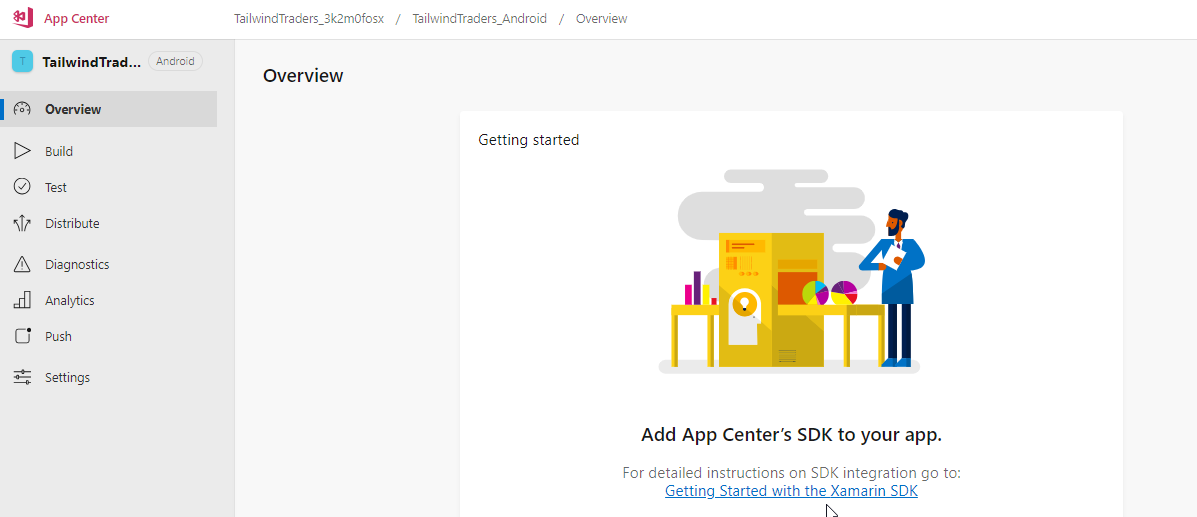 App Center
TailwindTraders_3k2m0fosx / TailwindTraders_Android / Overview
T
TailwindTrad... Android
Overview
Build
Test
Distribute
Diagnostics
Analytics
Push
Settings
Overview
Getting started
Add App Center's SDK to your app.
For detailed instructions on SDK integration go to:
Getting Started with the Xamarin SDK